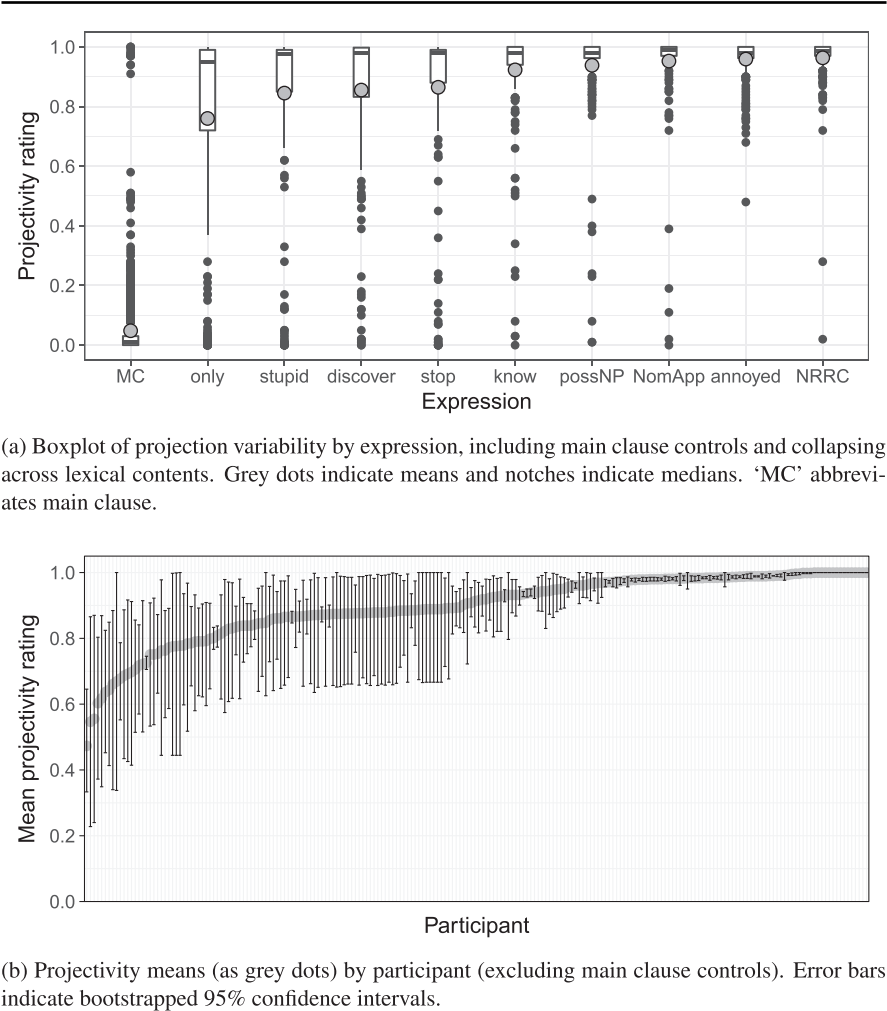 1.0
0.8
0.6
0.4
0.2
0.0
Projectivity rating
MC only stupid discover stop know possNP NomApp annoyed NRRC
Expression
(a) Boxplot of projection variability by expression, including main clause controls and collapsing
across lexical contents. Grey dots indicate means and notches indicate medians. ‘MC’ abbrevi-
ates main clause.
1.0
0.8
0.6
0.4
0.2
0.0
Mean projectivity rating
Participant
(b) Projectivity means (as grey dots) by participant (excluding main clause controls). Error bars
indicate bootstrapped 95% confidence intervals.